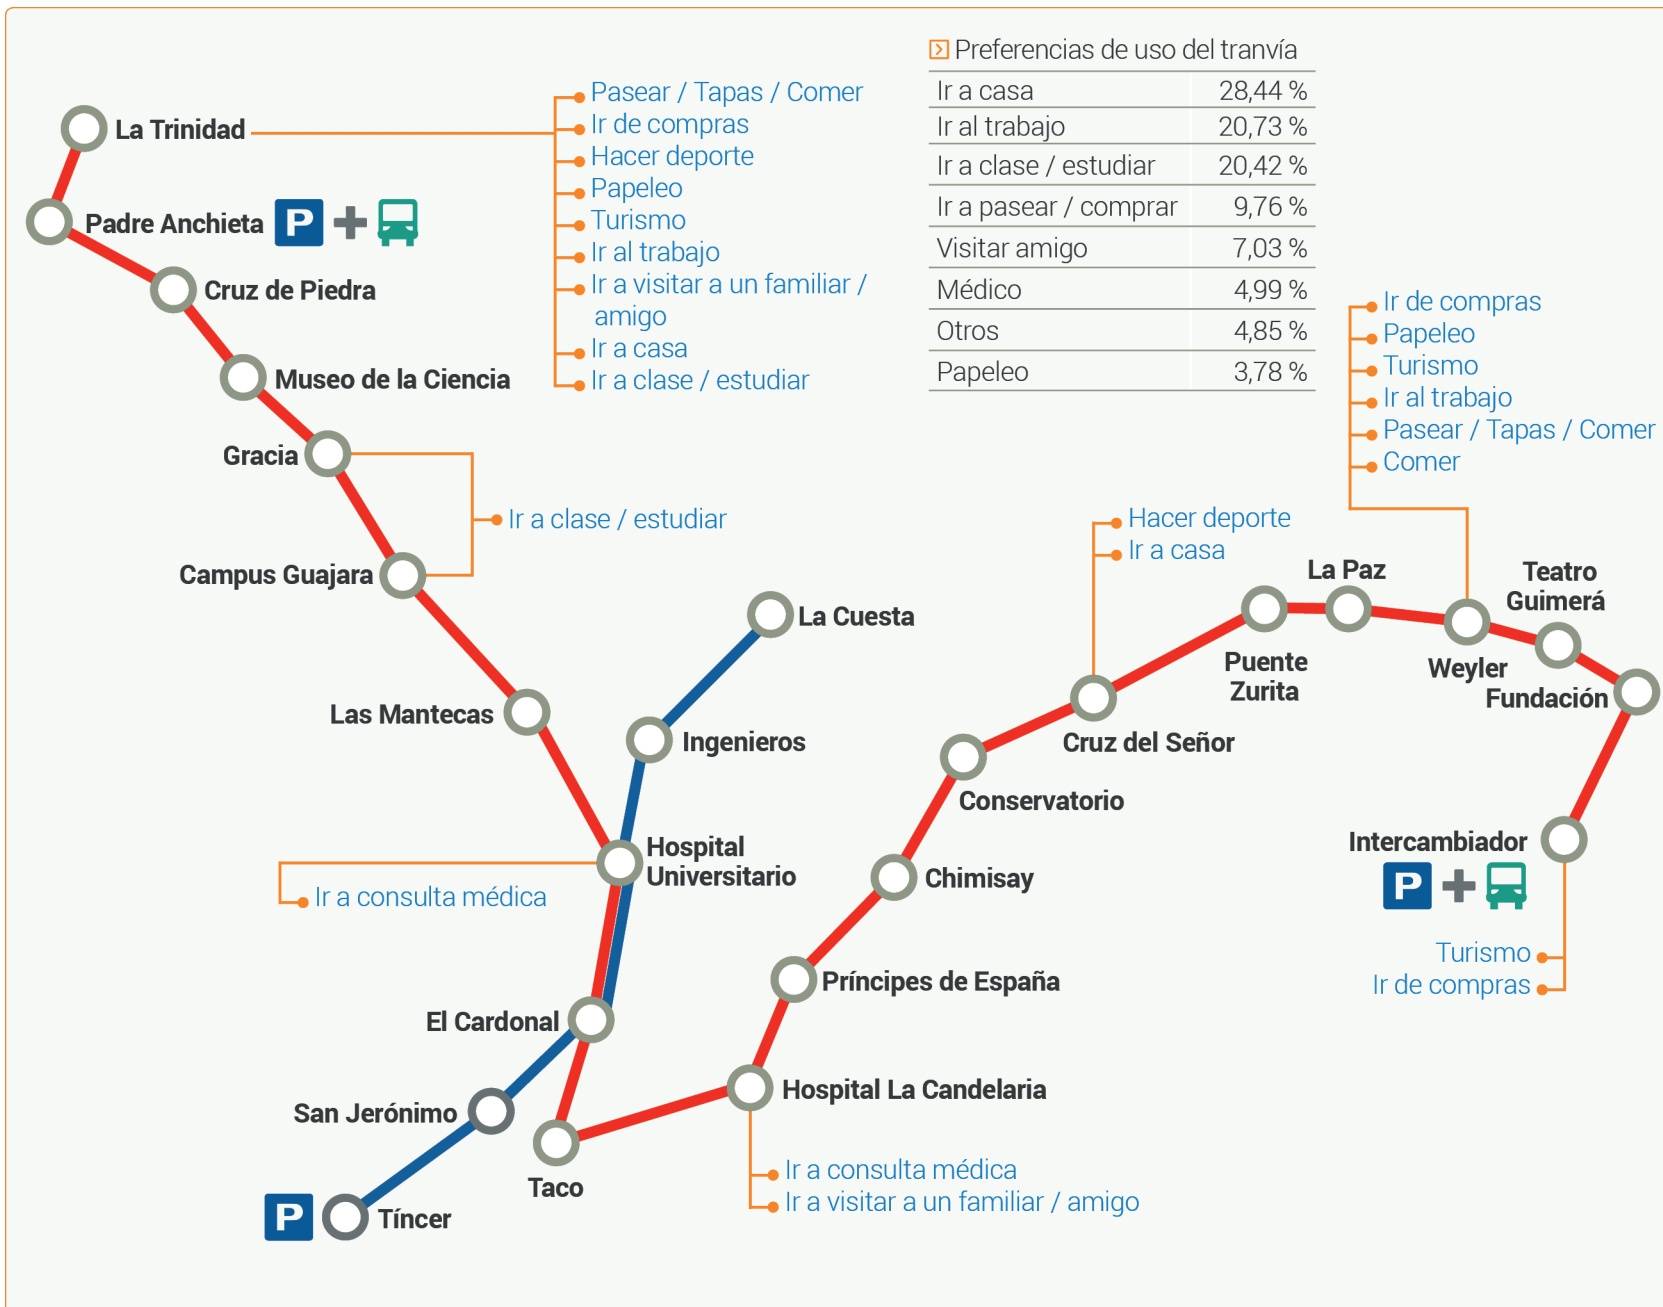 Preferencias de uso del tranvía
Ir a casa 28,44 %
Ir al trabajo 20,73 %
Ir a clase / estudiar 20,42 %
Ir a pasear / comprar 9,76 %
Visitar amigo 7,03 %
Médico 4,99 %
Otros 4,85 %
Papeleo 3,78 %
La Trinidad
Pasear / Tapas / Comer
Ir de compras
Hacer deporte
Papeleo
Turismo
Ir al trabajo
Ir a visitar a un familiar /
amigo
Ir a casa
Ir a clase / estudiar
Padre Anchieta P
Cruz de Piedra
Museo de la Ciencia
Gracia
Ir a clase / estudiar
Campus Guajara
Las Mantecas
La Cuesta
Ingenieros
Hospital
Universitario
Ir a consulta médica
El Cardonal
San Jerónimo
P Tíncer
Taco
Hospital La Candelaria
Ir a consulta médica
Ir a visitar a un familiar / amigo
Príncipes de España
Chimisay
Conservatorio
Cruz del Señor
Hacer deporte
Ir a casa
Puente
Zurita
La Paz
Weyler
Ir de compras
Papeleo
Turismo
Ir al trabajo
Pasear / Tapas / Comer
Comer
Teatro
Guimerá
Fundación
Intercambiador
P
Turismo
Ir de compras